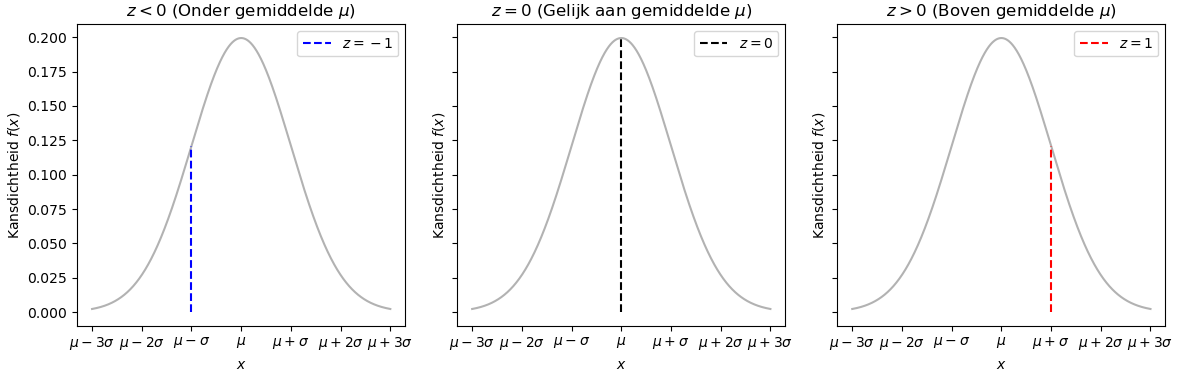 z < 0 (Onder gemiddelde μ)
z = −1
0.200
0.175
0.150
0.125
0.100
0.075
0.050
0.025
0.000
Kansdichtheid f(x)
μ − 3σ μ − 2σ μ − σ μ μ + σ μ + 2σ μ + 3σ
x
z = 0 (Gelijk aan gemiddelde μ)
z = 0
Kansdichtheid f(x)
μ − 3σ μ − 2σ μ − σ μ μ + σ μ + 2σ μ + 3σ
x
z > 0 (Boven gemiddelde μ)
z = 1
Kansdichtheid f(x)
μ − 3σ μ − 2σ μ − σ μ μ + σ μ + 2σ μ + 3σ
x